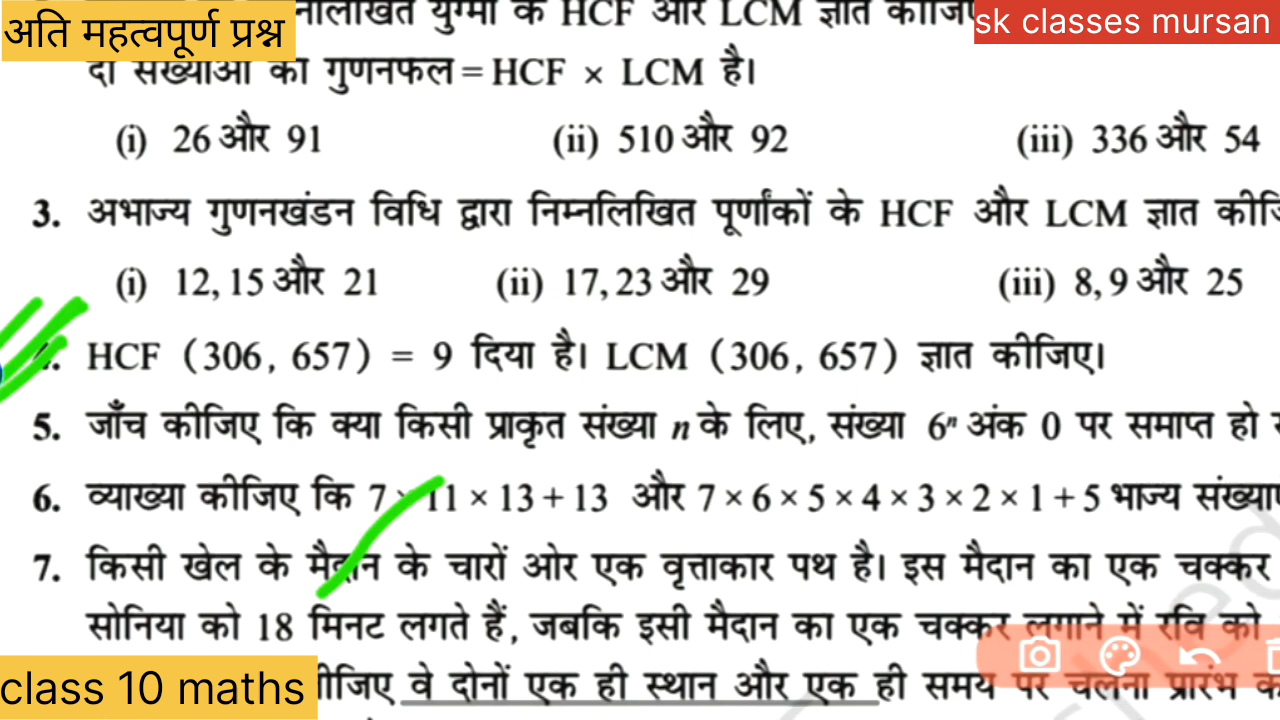 अति महत्वपूर्ण प्रश्न
sk classes mursan
युग्मों के HCF और LCM ज्ञात
दो संख्याओं का गुणनफल = HCF × LCM है।
(i) 26 और 91 (ii) 510 और 92 (iii) 336 और 54
3. अभाज्य गुणनखंडन विधि द्वारा निम्नलिखित पूर्णांकों के HCF और LCM ज्ञात
(i) 12, 15 और 21 (ii) 17, 23 और 29 (iii) 8, 9 और 25
HCF (306, 657) = 9 दिया है। LCM (306, 657) ज्ञात कीजिए।
5. जाँच कीजिए कि क्या किसी प्राकृत संख्या n के लिए, संख्या 6ⁿ अंक 0 पर समाप्त हो
6. व्याख्या कीजिए कि 7 × 11 × 13 + 13 और 7 × 6 × 5 × 4 × 3 × 2 × 1 + 5 भाज्य
7. किसी खेल के मैदान के चारों ओर एक वृत्ताकार पथ है। इस मैदान का एक चक्कर
सोनिया को 18 मिनट लगते हैं, जबकि इसी मैदान का एक चक्कर लगाने में रवि को
वे दोनों एक ही स्थान और एक ही समय पर चलना प्रारंभ
class 10 maths